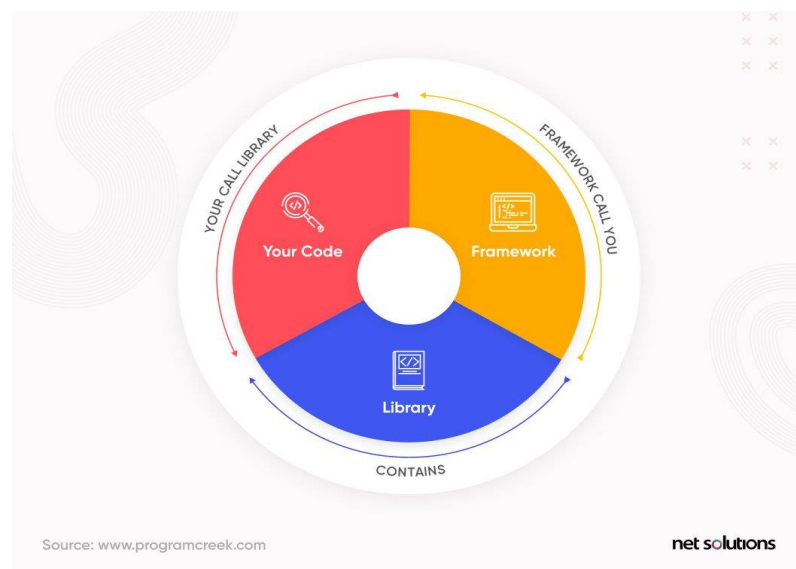 YOUR CALL LIBRARY
FRAMEWORK CALL YOU
Your Code
Framework
Library
CONTAINS
Source: www.programcreek.com
net solutions